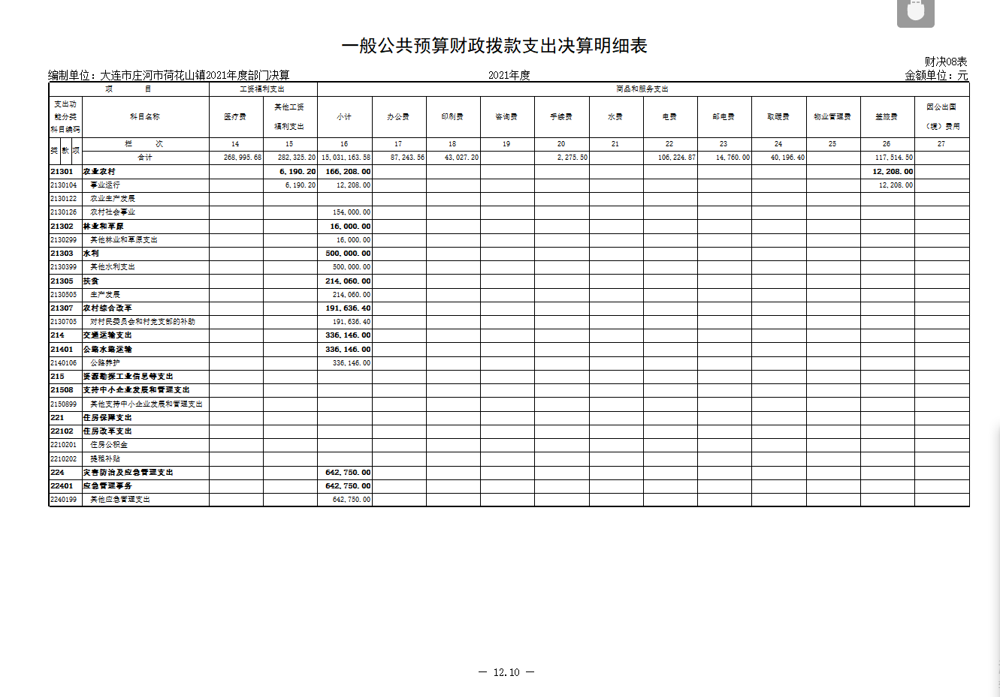 一般公共预算财政拨款支出决算明细表
财决08表
编制单位：大连市庄河市荷花山镇2021年度部门决算 2021年度 金额单位：元
项 目 工资福利支出 商品和服务支出
支出功能分类科目编码 科目名称 医疗费 其他工资福利支出 小计 办公费 印刷费 咨询费 手续费 水费 电费 邮电费 取暖费 物业管理费 差旅费 因公出国（境）费用
类 款 项 栏 次 14 15 16 17 18 19 20 21 22 23 24 25 26 27
合计 268,995.68 282,325.20 15,031,163.58 87,243.56 43,027.20 2,275.50 106,224.87 14,760.00 40,196.40 117,514.50
21301 农业农村 6,190.20 166,208.00 12,208.00
2130104 事业运行 6,190.20 12,208.00 12,208.00
2130122 农业生产发展
2130126 农村社会事业 154,000.00
21302 林业和草原 16,000.00
2130299 其他林业和草原支出 16,000.00
21303 水利 500,000.00
2130399 其他水利支出 500,000.00
21305 扶贫 214,060.00
2130505 生产发展 214,060.00
21307 农村综合改革 191,636.40
2130705 对村民委员会和村党支部的补助 191,636.40
214 交通运输支出 336,146.00
21401 公路水路运输 336,146.00
2140106 公路养护 336,146.00
215 资源勘探工业信息等支出
21508 支持中小企业发展和管理支出
2150899 其他支持中小企业发展和管理支出
221 住房保障支出
22102 住房改革支出
2210201 住房公积金
2210202 提租补贴
224 灾害防治及应急管理支出 642,750.00
22401 应急管理事务 642,750.00
2240199 其他应急管理支出 642,750.00
— 12.10 —